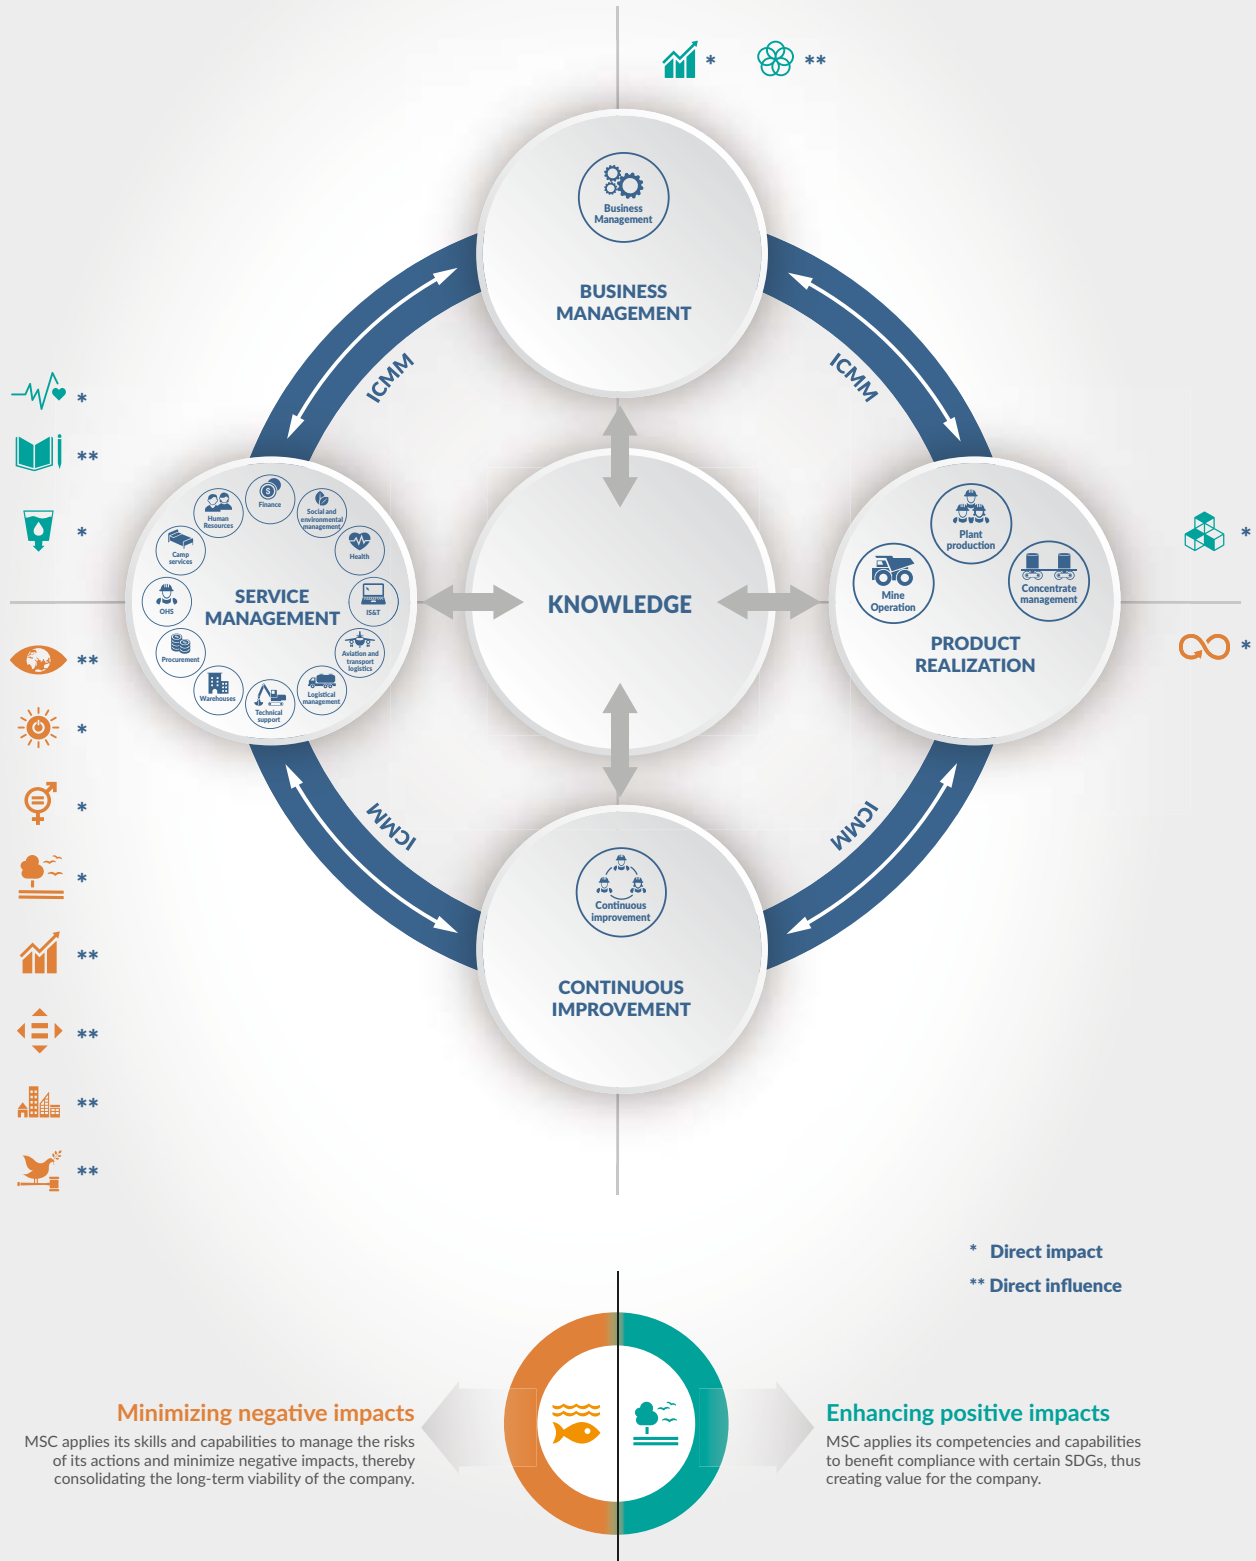 *
**
Business
Management
BUSINESS
MANAGEMENT
ICMM
ICMM
*
**
*
Finance
Human
Resources
Social and
environmental
management
Camp
services
Health
OHS
SERVICE
MANAGEMENT
IS&T
Procurement
Aviation and
transport
logistics
Warehouses
Logistical
management
Technical
support
KNOWLEDGE
Plant
production
Mine
Operation
Concentrate
management
PRODUCT
REALIZATION
*
*
**
*
*
*
**
**
**
**
ICMM
ICMM
Continuous
improvement
CONTINUOUS
IMPROVEMENT
* Direct impact
** Direct influence
Minimizing negative impacts
MSC applies its skills and capabilities to manage the risks
of its actions and minimize negative impacts, thereby
consolidating the long-term viability of the company.
Enhancing positive impacts
MSC applies its competencies and capabilities
to benefit compliance with certain SDGs, thus
creating value for the company.